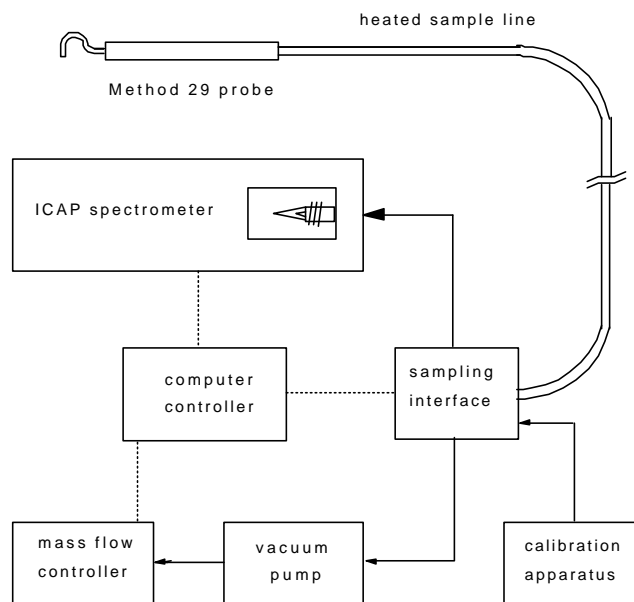 heated sample line
Method 29 probe
ICAP spectrometer
computer
controller
sampling
interface
mass flow
controller
vacuum
pump
calibration
apparatus